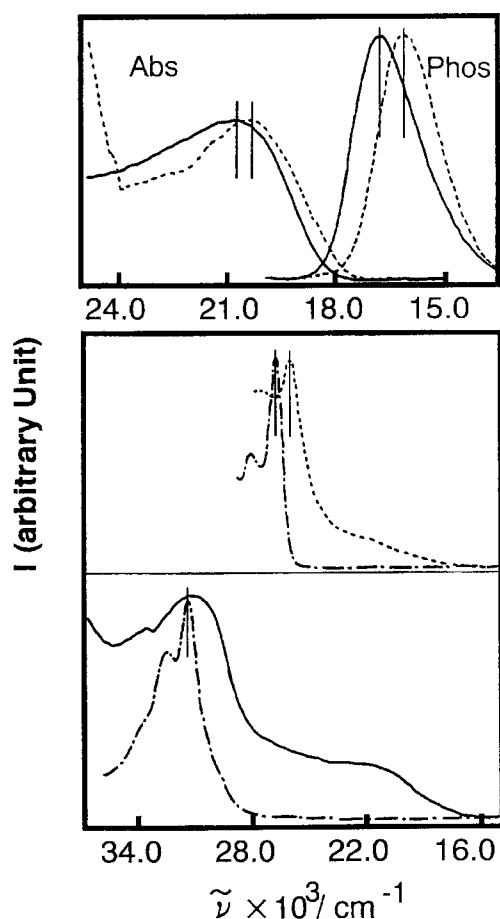 Abs
Phos
24.0 21.0 18.0 15.0
I (arbitrary Unit)
34.0 28.0 22.0 16.0
ν̃ × 10³/ cm⁻¹